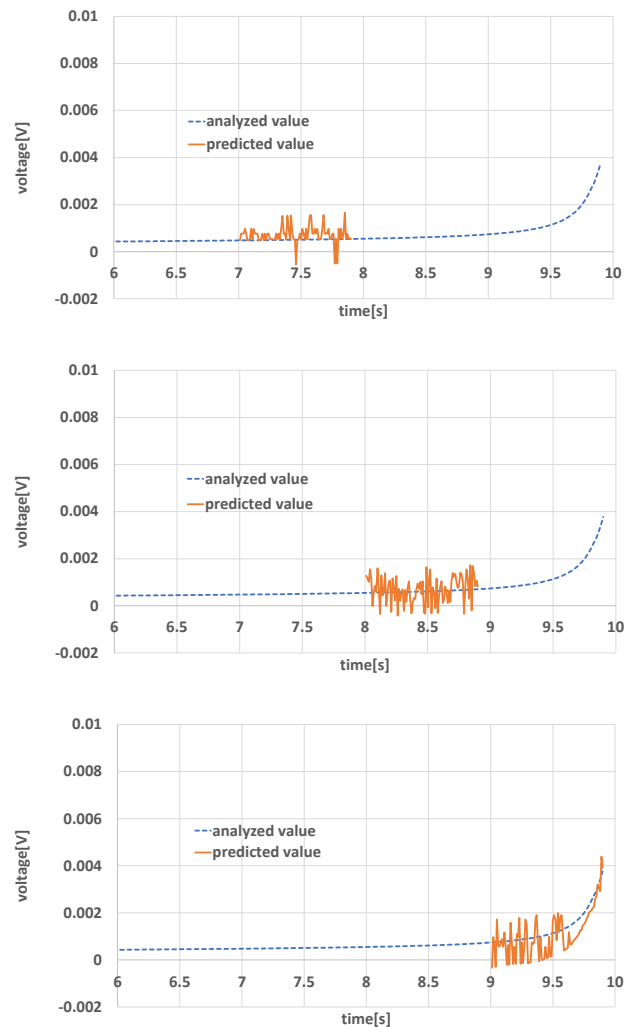 0.01
0.008
0.006
0.004
0.002
0
-0.002
voltage[V]
analyzed value
predicted value
6 6.5 7 7.5 8 8.5 9 9.5 10
time[s]
0.01
0.008
0.006
0.004
0.002
0
-0.002
voltage[V]
analyzed value
predicted value
6 6.5 7 7.5 8 8.5 9 9.5 10
time[s]
0.01
0.008
0.006
0.004
0.002
0
-0.002
voltage[V]
analyzed value
predicted value
6 6.5 7 7.5 8 8.5 9 9.5 10
time[s]